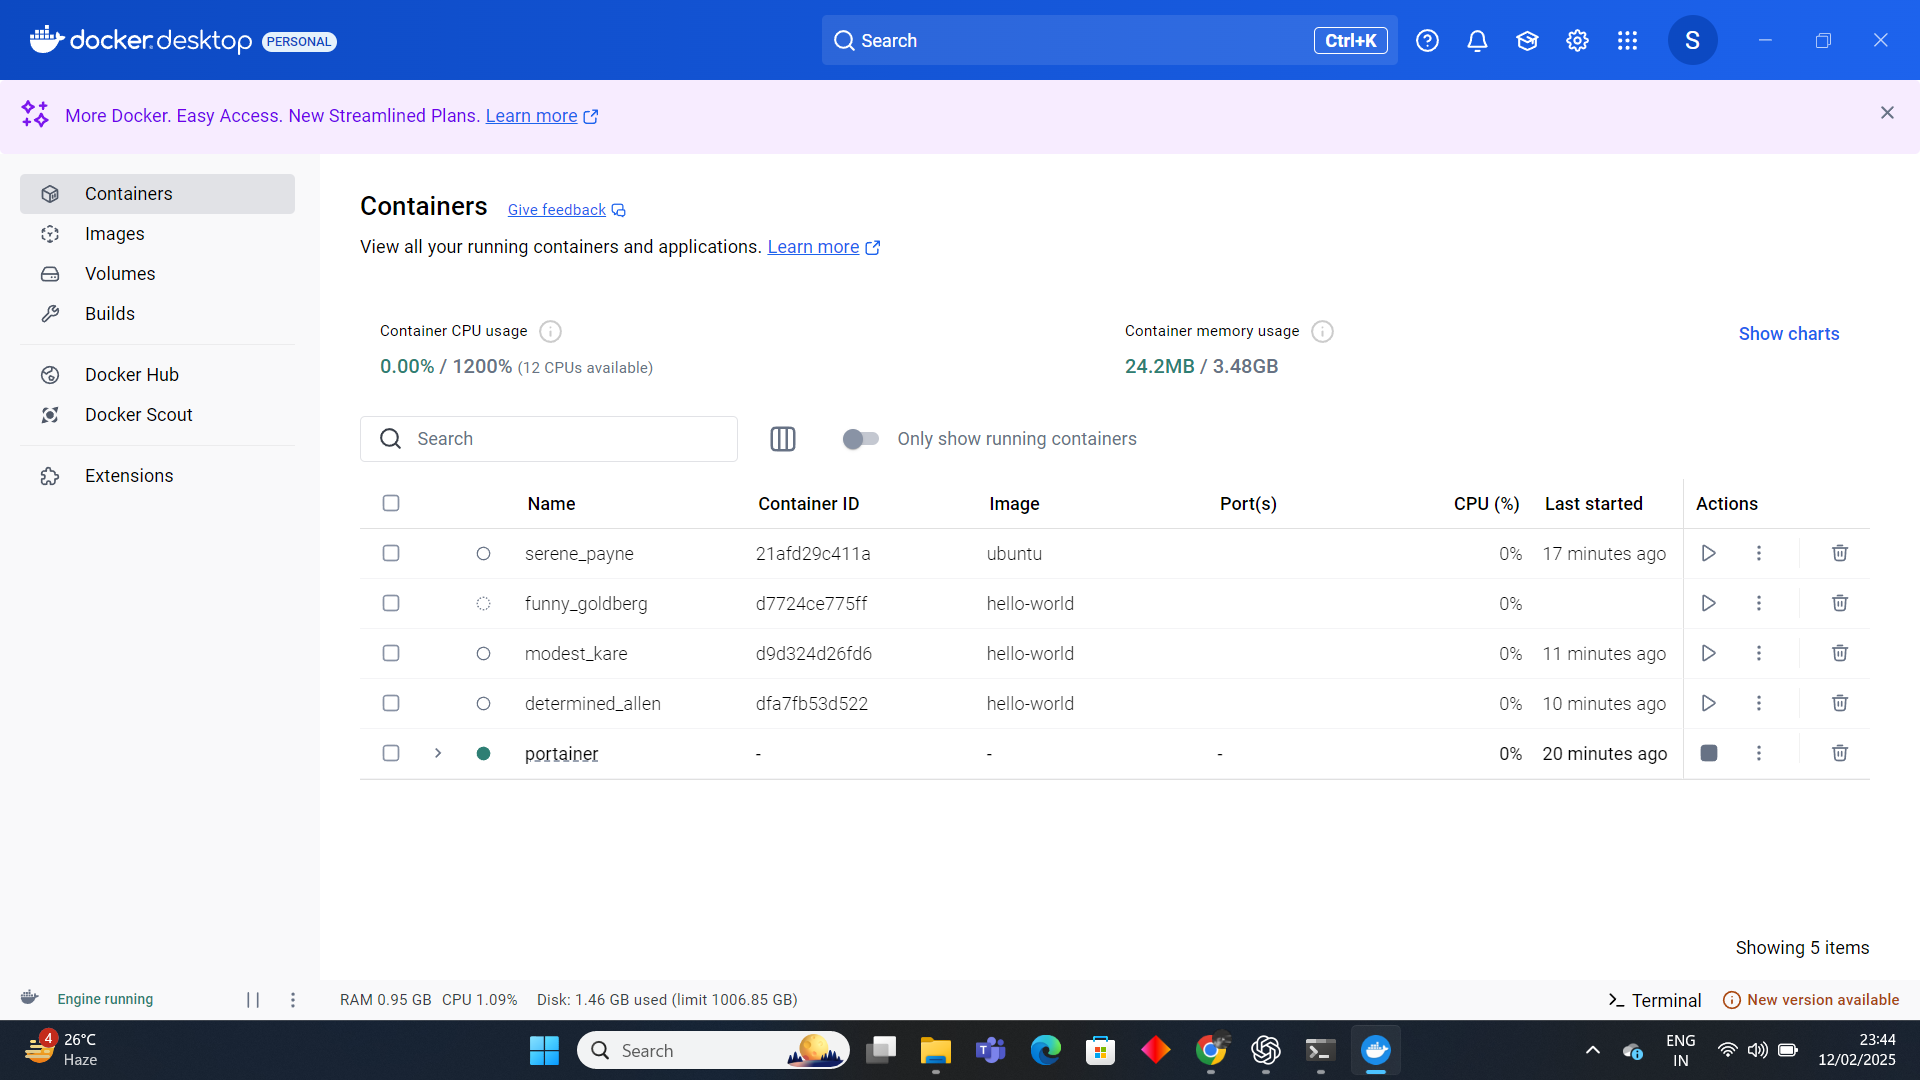 docker desktop PERSONAL
Search Ctrl+K
S
More Docker. Easy Access. New Streamlined Plans. Learn more
Containers
Images
Volumes
Builds
Docker Hub
Docker Scout
Extensions
Containers Give feedback
View all your running containers and applications. Learn more
Container CPU usage
0.00% / 1200% (12 CPUs available)
Container memory usage
24.2MB / 3.48GB
Show charts
Search
Only show running containers
Name Container ID Image Port(s) CPU (%) Last started Actions
serene_payne 21afd29c411a ubuntu 0% 17 minutes ago
funny_goldberg d7724ce775ff hello-world 0%
modest_kare d9d324d26fd6 hello-world 0% 11 minutes ago
determined_allen dfa7fb53d522 hello-world 0% 10 minutes ago
portainer - - - 0% 20 minutes ago
Showing 5 items
Engine running
RAM 0.95 GB CPU 1.09% Disk: 1.46 GB used (limit 1006.85 GB)
Terminal
New version available
4
26°C
Haze
Search
ENG
IN
23:44
12/02/2025